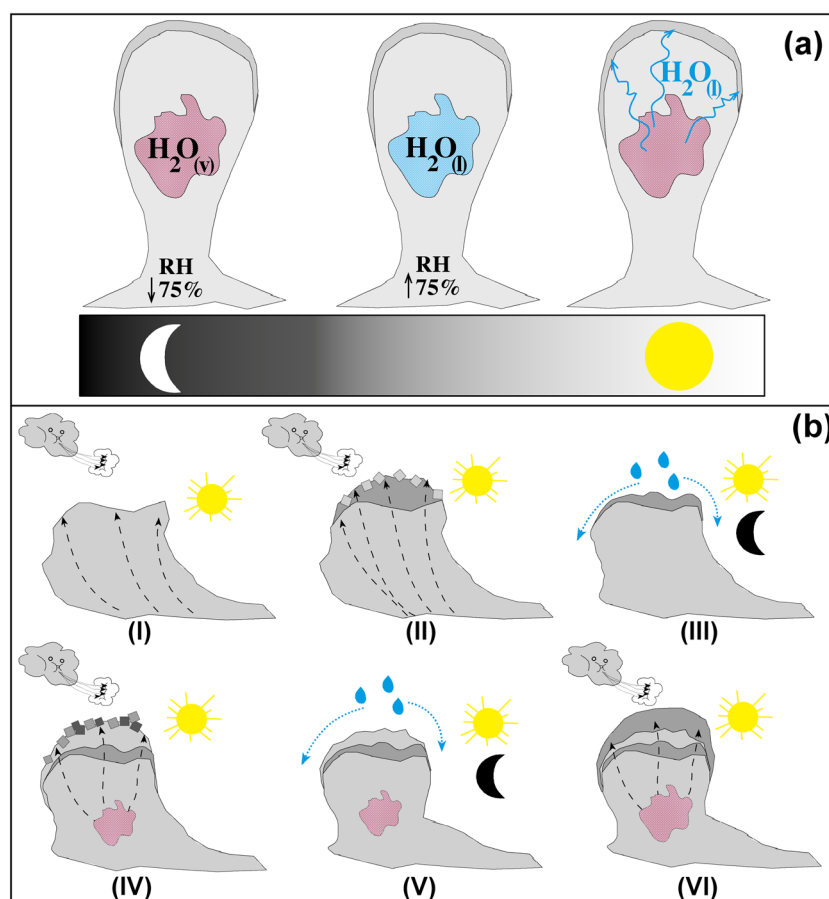 (a)
H₂O(v)
H₂O(l)
H₂O(l)
RH
↓75%
RH
↑75%
(b)
(I)
(II)
(III)
(IV)
(V)
(VI)